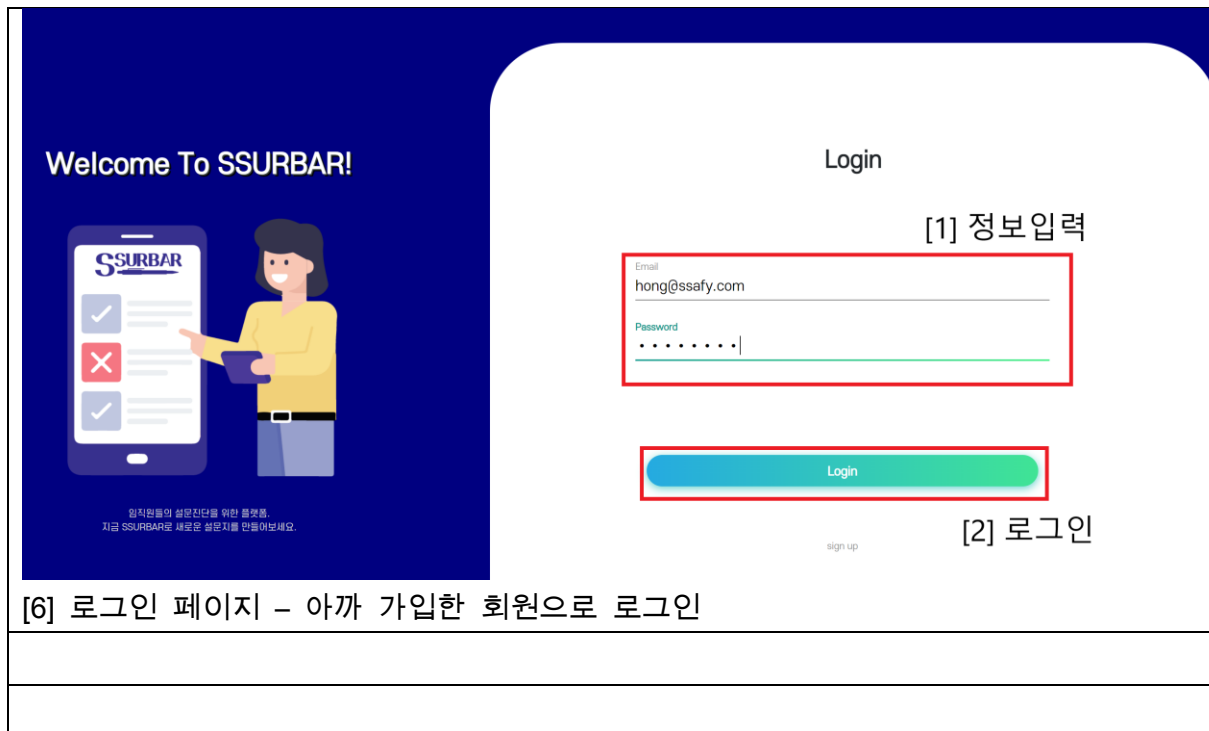 Welcome To SSURBAR!
SSURBAR
임직원들의 설문진단을 위한 플랫폼.
지금 SSURBAR로 새로운 설문지를 만들어보세요.
Login
[1] 정보입력
Email
hong@ssafy.com
Password
••••••••
Login
[2] 로그인
sign up
[6] 로그인 페이지 – 아까 가입한 회원으로 로그인